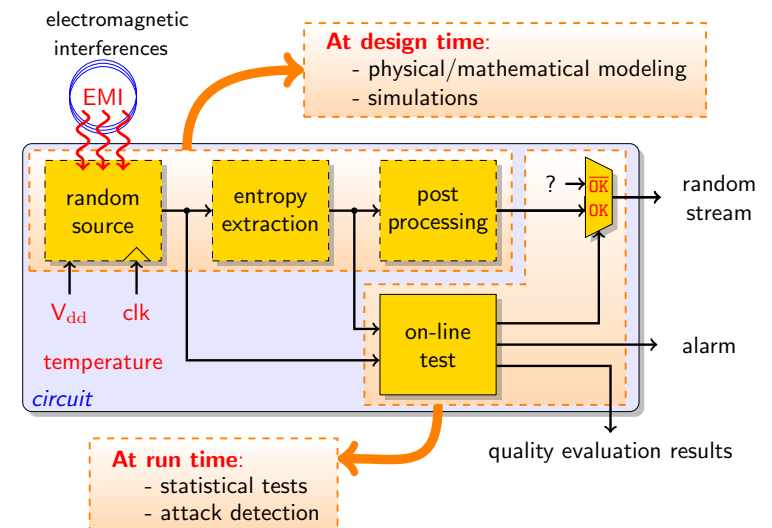 electromagnetic
interferences
EMI
At design time:
- physical/mathematical modeling
- simulations
random
source
entropy
extraction
post
processing
?
OK
OK
random
stream
Vdd
clk
temperature
on-line
test
alarm
circuit
quality evaluation results
At run time:
- statistical tests
- attack detection